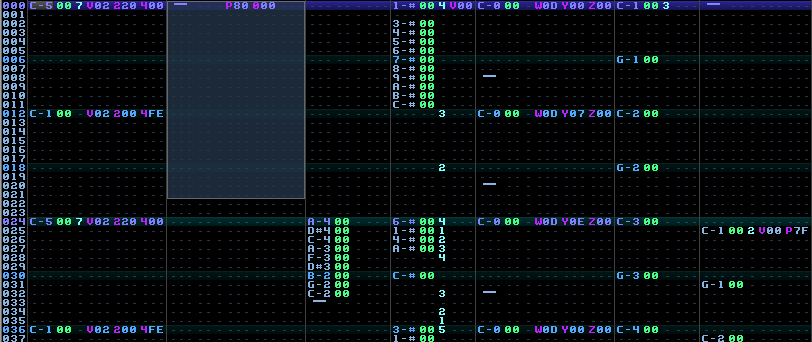 000 C-5 00 7 V02 220 400 — P80 000 1-# 00 4 V00 C-0 00 W0D Y00 Z00 C-1 00 3 —
001
002 3-# 00
003 4-# 00
004 5-# 00
005 6-# 00
006 7-# 00 G-1 00
007 8-# 00
008 9-# 00 —
009 A-# 00
010 B-# 00
011 C-# 00
012 C-1 00 V02 200 4FE 3 C-0 00 W0D Y07 Z00 C-2 00
013
014
015
016
017
018 2 G-2 00
019
020 —
021
022
023
024 C-5 00 7 V02 220 400 A-4 00 6-# 00 4 C-0 00 W0D Y0E Z00 C-3 00
025 D#4 00 1-# 00 1 C-1 00 2 V00 P7F
026 C-4 00 4-# 00 2
027 A-3 00 A-# 00 3
028 F-3 00 4
029 D#3 00
030 B-2 00 C-# 00 G-3 00
031 G-2 00 G-1 00
032 C-2 00 3 —
033 —
034 2
035 1
036 C-1 00 V02 200 4FE 3-# 00 5 C-0 00 W0D Y00 Z00 C-4 00
037 1-# 00 C-2 00